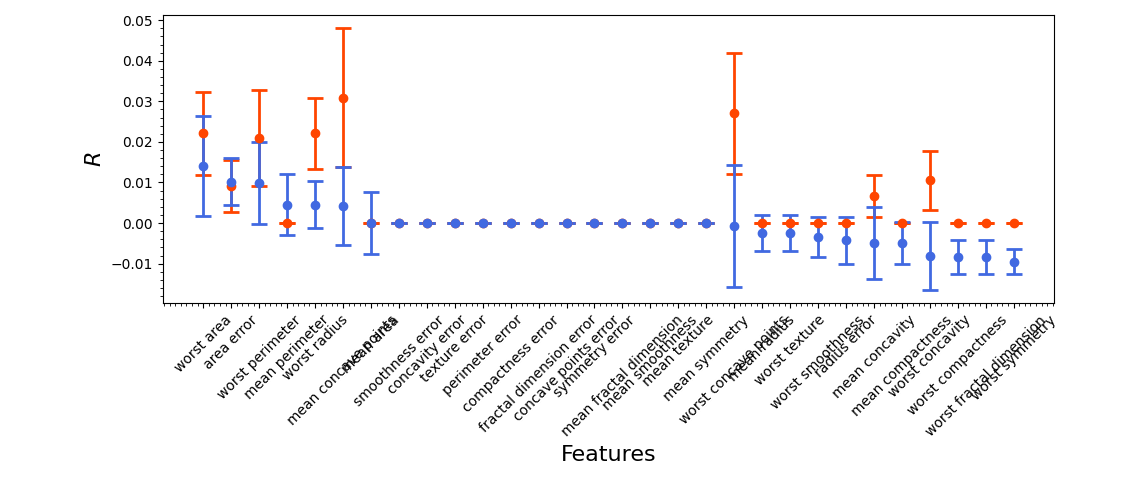 0.05
0.04
0.03
0.02
0.01
0.00
−0.01
R
worst area
area error
worst perimeter
mean perimeter
worst radius
mean concave points
mean area
smoothness error
concavity error
texture error
perimeter error
compactness error
fractal dimension error
concave points error
symmetry error
mean fractal dimension
mean smoothness
mean texture
mean symmetry
worst concave points
mean radius
worst texture
worst smoothness
radius error
mean concavity
mean compactness
worst concavity
worst compactness
worst fractal dimension
worst symmetry
Features